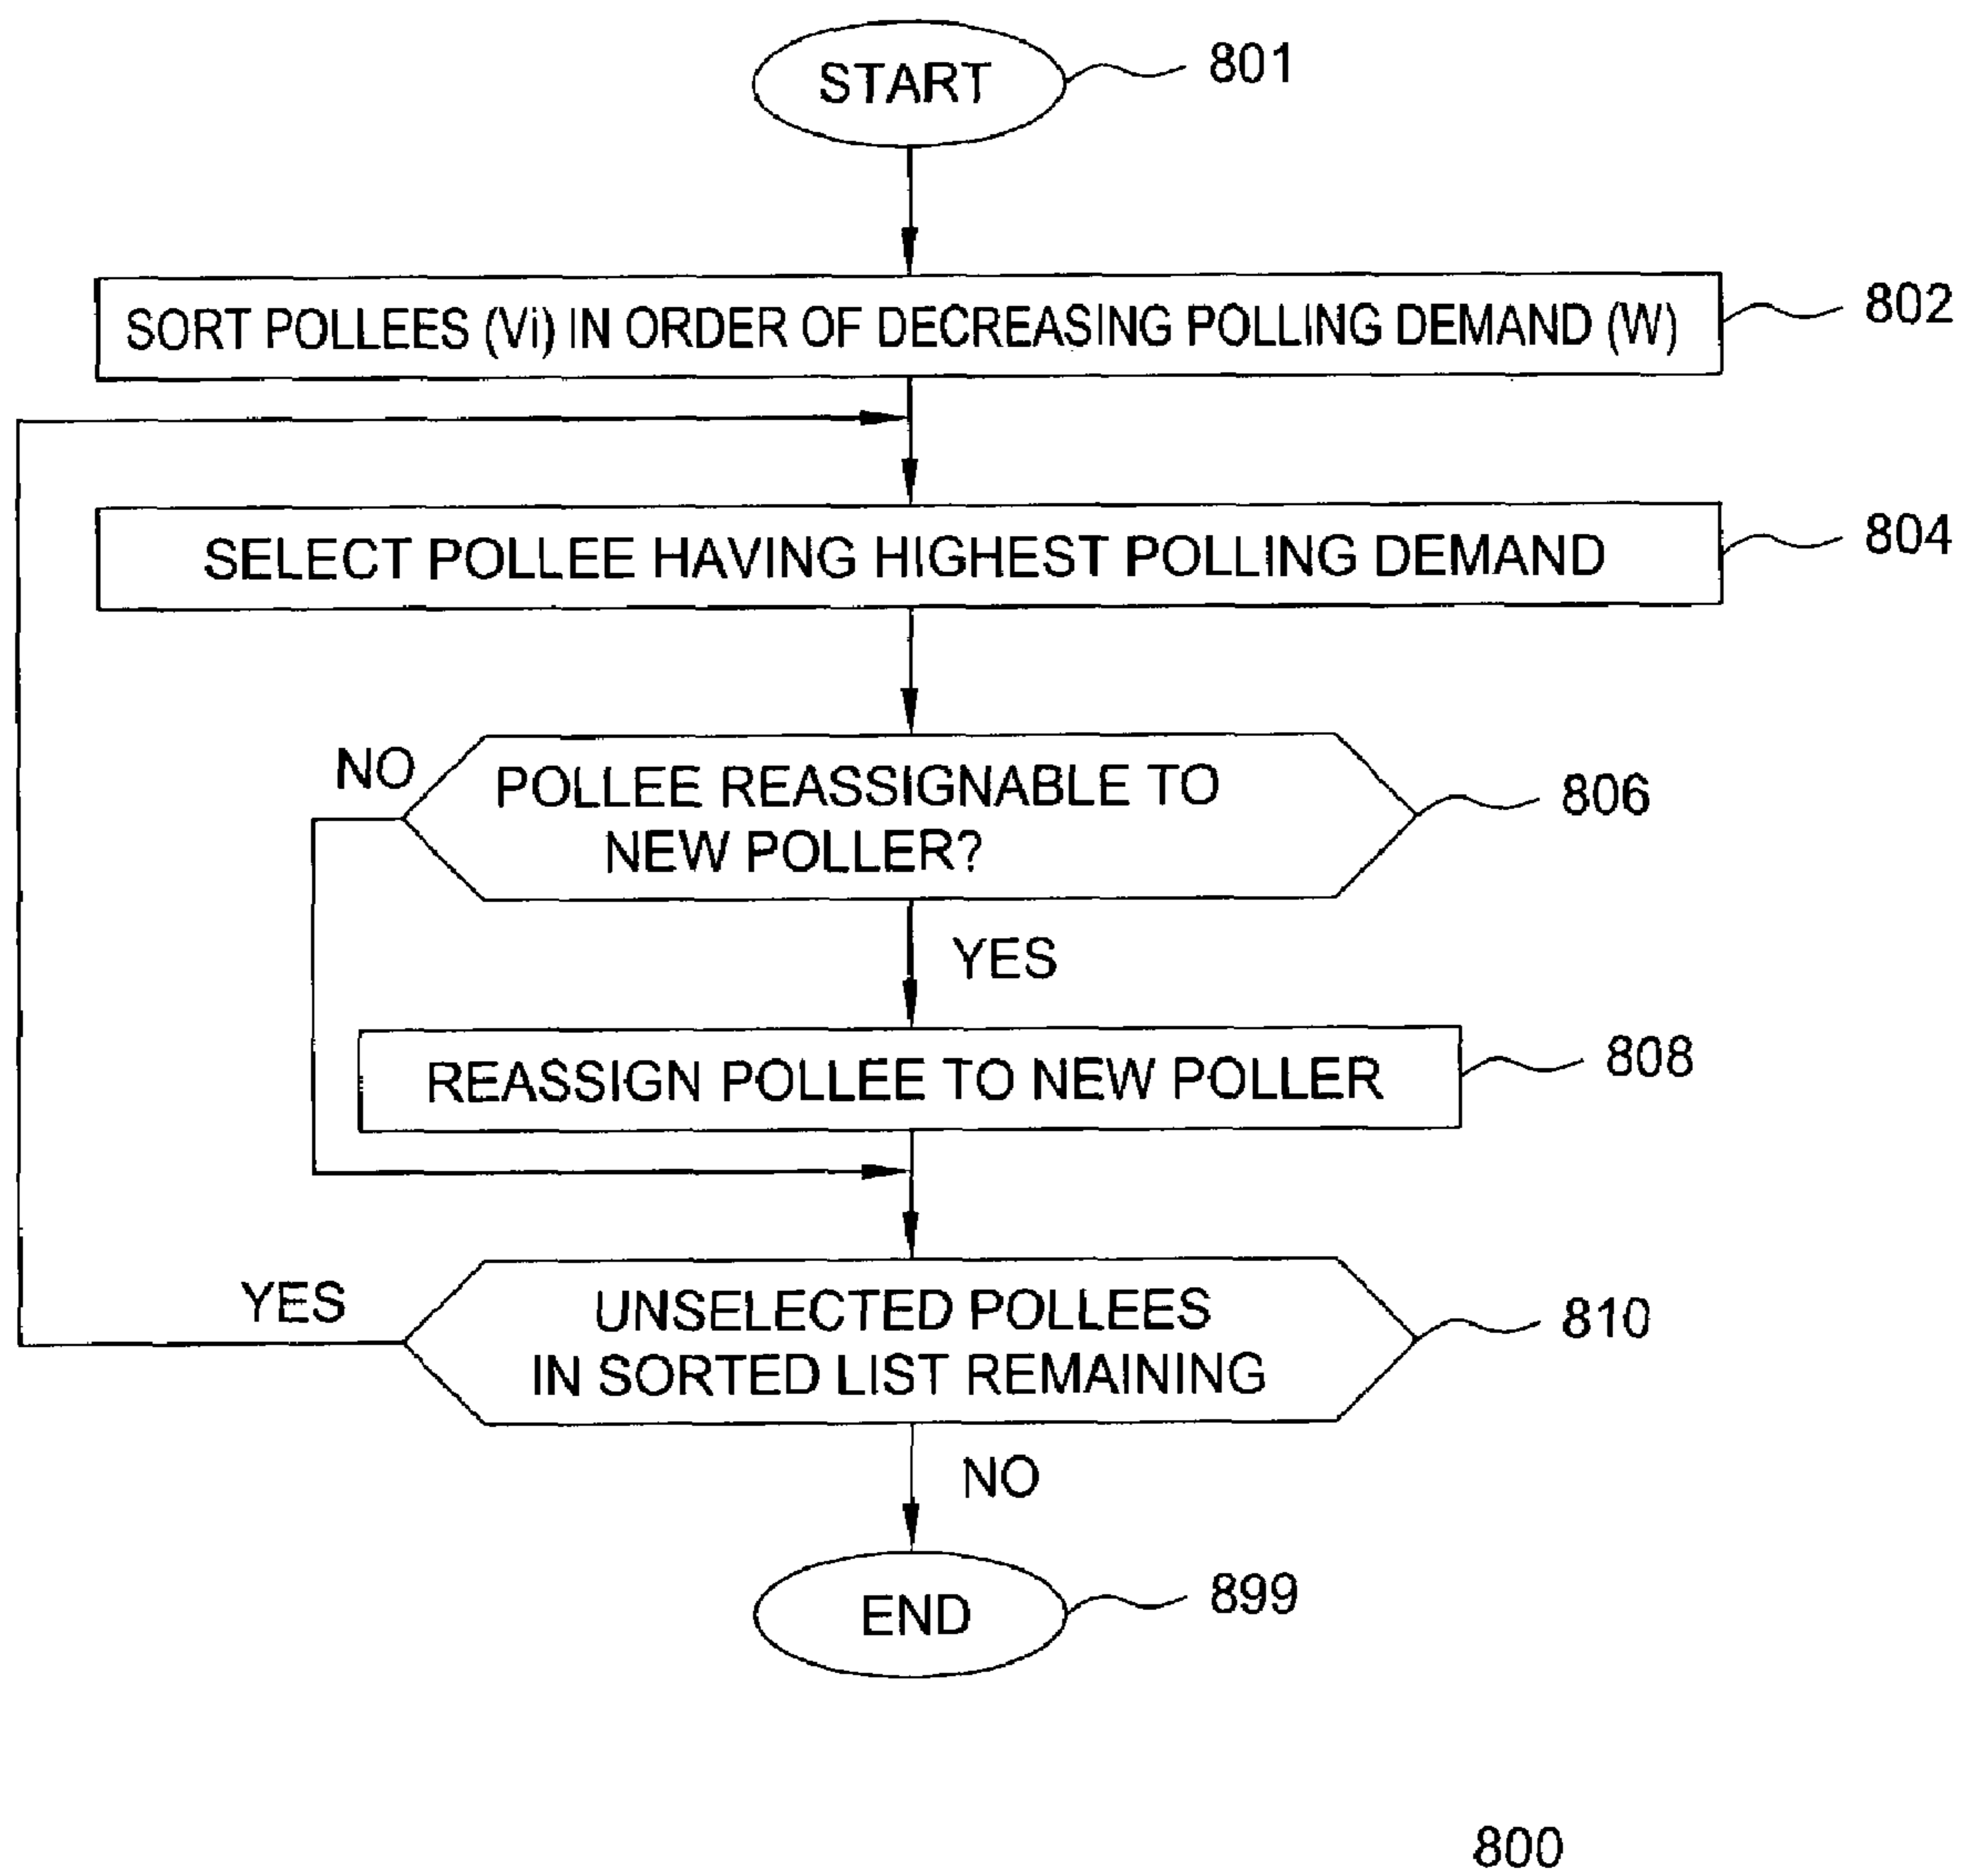 START
801
SORT POLLEES (Vi) IN ORDER OF DECREASING POLLING DEMAND (W)
802
SELECT POLLEE HAVING HIGHEST POLLING DEMAND
804
NO
POLLEE REASSIGNABLE TO
NEW POLLER?
806
YES
REASSIGN POLLEE TO NEW POLLER
808
YES
UNSELECTED POLLEES
IN SORTED LIST REMAINING
810
NO
END
899
800